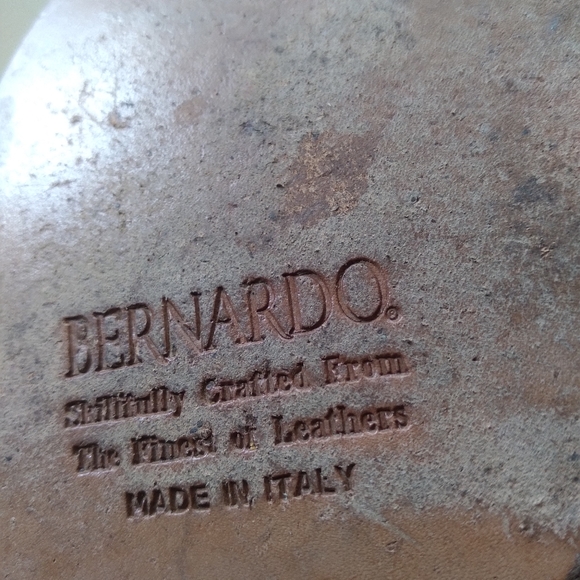 BERNARDO®
Skillfully Crafted From
The Finest of Leathers
MADE IN ITALY